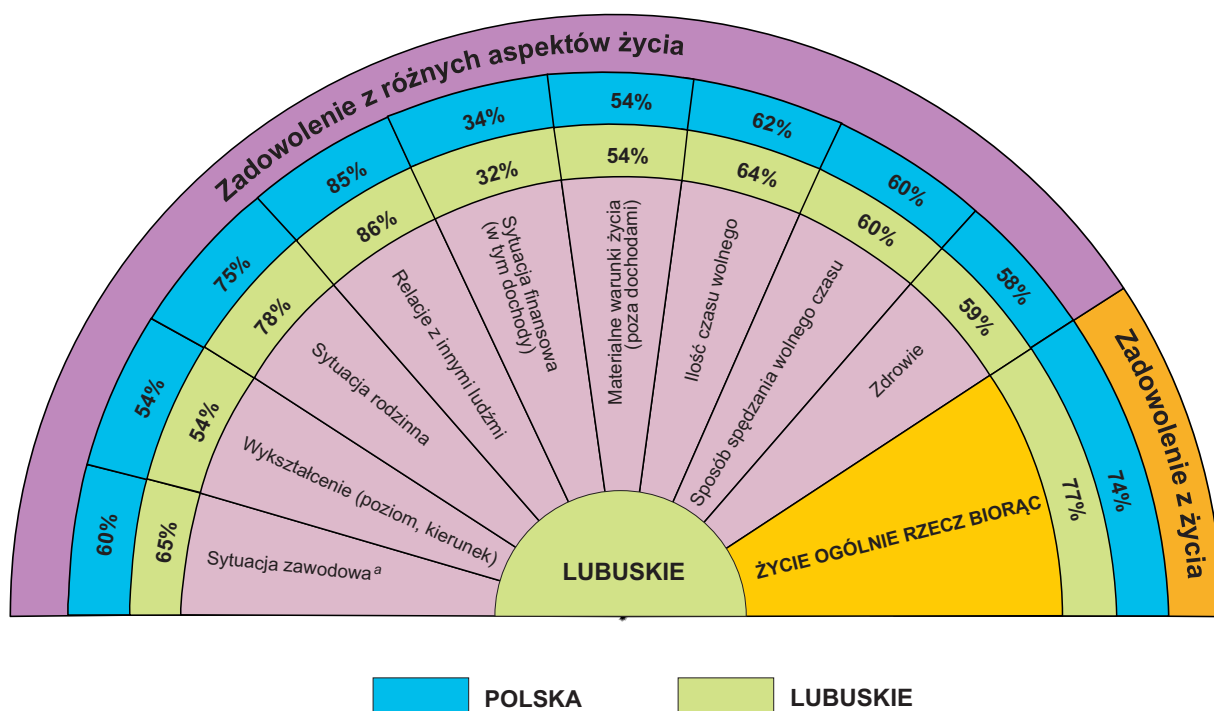 Zadowolenie z różnych aspektów życia
Zadowolenie z życia
60%
54%
75%
85%
34%
54%
62%
60%
58%
74%
65%
54%
78%
86%
32%
54%
64%
60%
59%
77%
Sytuacja zawodowa a
Wykształcenie (poziom, kierunek)
Sytuacja rodzinna
Relacje z innymi ludźmi
Sytuacja finansowa
(w tym dochody)
Materialne warunki życia
(poza dochodami)
Ilość czasu wolnego
Sposób spędzania wolnego czasu
Zdrowie
ŻYCIE OGÓLNIE RZECZ BIORĄC
LUBUSKIE
POLSKA
LUBUSKIE